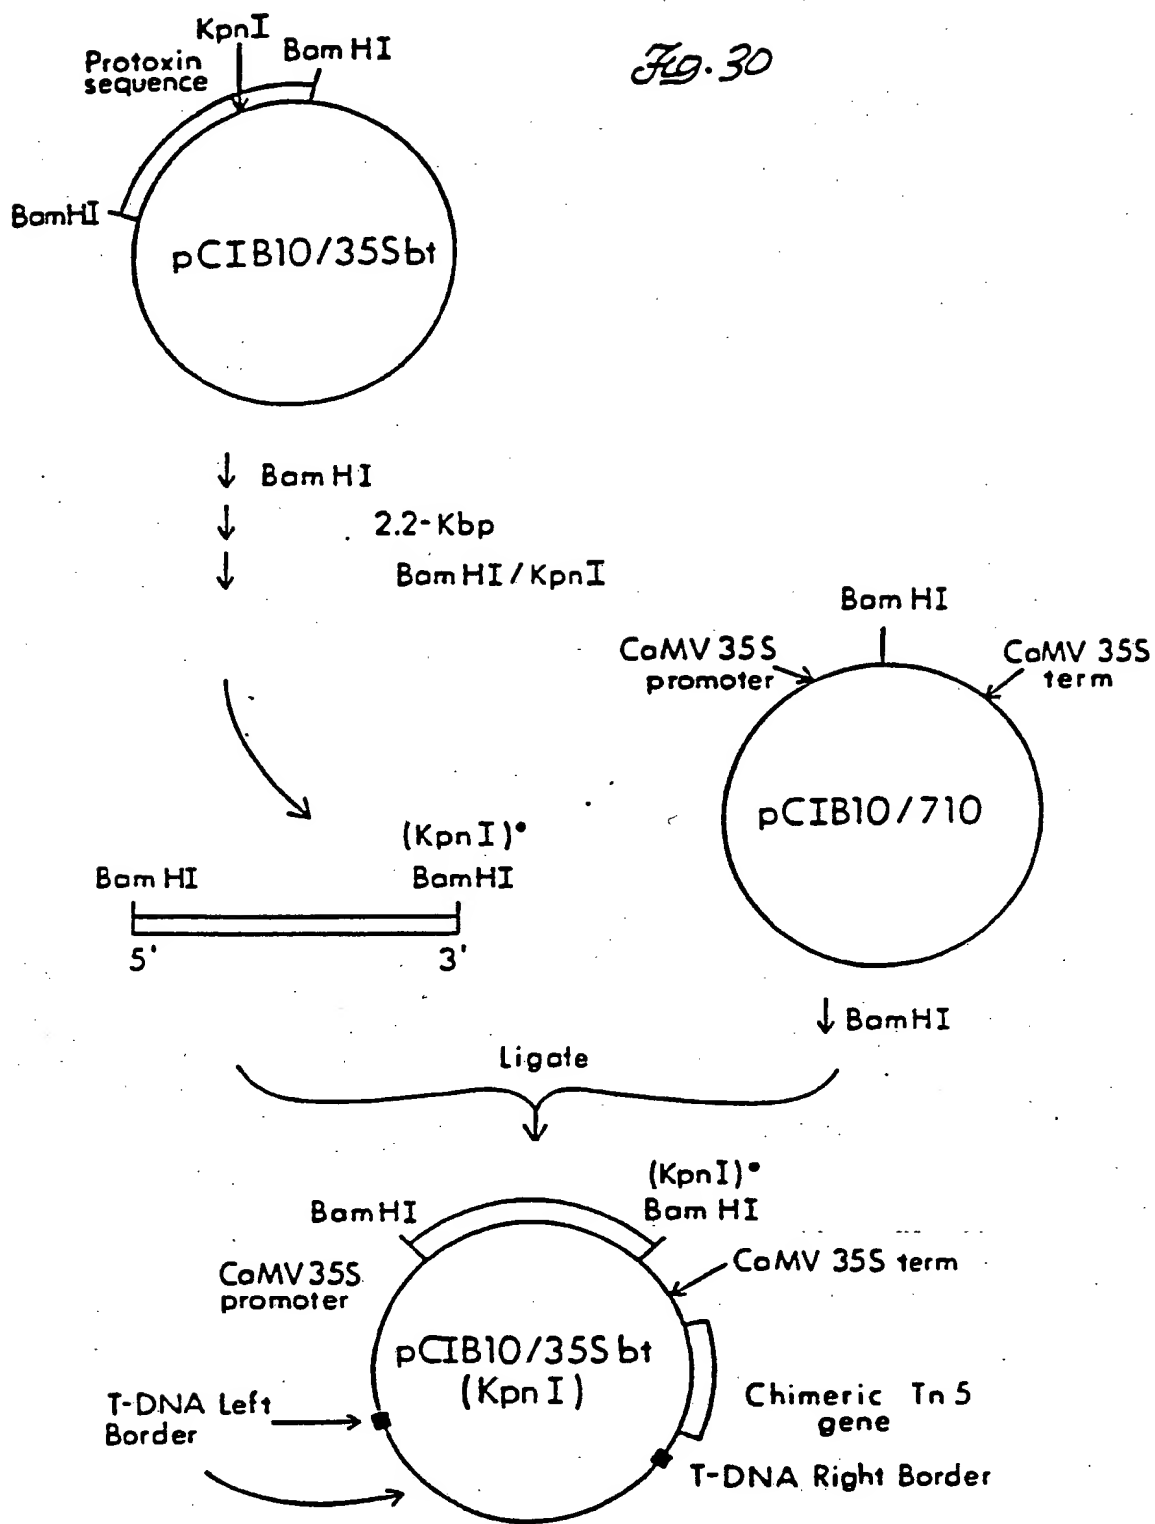 Fig. 30
KpnI
Bam HI
Protoxin
sequence
BamHI
pCIB10/35Sbt
Bam HI
2.2-Kbp
Bam HI / KpnI
Bam HI
CaMV 35S
promoter
CaMV 35S
term
pCIB10/710
(KpnI)•
Bam HI
BamHI
5'
3'
BamHI
Ligate
(KpnI)•
BamHI
Bam HI
CaMV 35S
promoter
CaMV 35S term
pCIB10/35Sbt
(KpnI)
T-DNA Left
Border
Chimeric Tn 5
gene
T-DNA Right Border